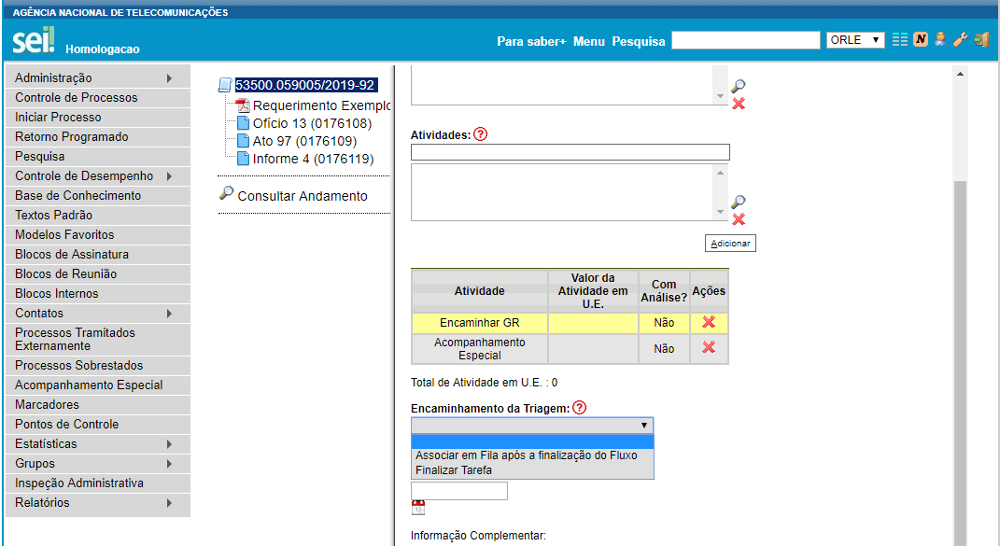 AGÊNCIA NACIONAL DE TELECOMUNICAÇÕES
sei!
Homologacao
Para saber+ Menu Pesquisa
ORLE
N
Administração
Controle de Processos
Iniciar Processo
Retorno Programado
Pesquisa
Controle de Desempenho
Base de Conhecimento
Textos Padrão
Modelos Favoritos
Blocos de Assinatura
Blocos de Reunião
Blocos Internos
Contatos
Processos Tramitados
Externamente
Processos Sobrestados
Acompanhamento Especial
Marcadores
Pontos de Controle
Estatísticas
Grupos
Inspeção Administrativa
Relatórios
53500.059005/2019-92
Requerimento Exemplo
Ofício 13 (0176108)
Ato 97 (0176109)
Informe 4 (0176119)
Consultar Andamento
Atividades: ?
Adicionar
Atividade
Valor da
Atividade em
U.E.
Com
Análise?
Ações
Encaminhar GR
Não
Acompanhamento
Especial
Não
Total de Atividade em U.E. : 0
Encaminhamento da Triagem: ?
Associar em Fila após a finalização do Fluxo
Finalizar Tarefa
Informação Complementar: